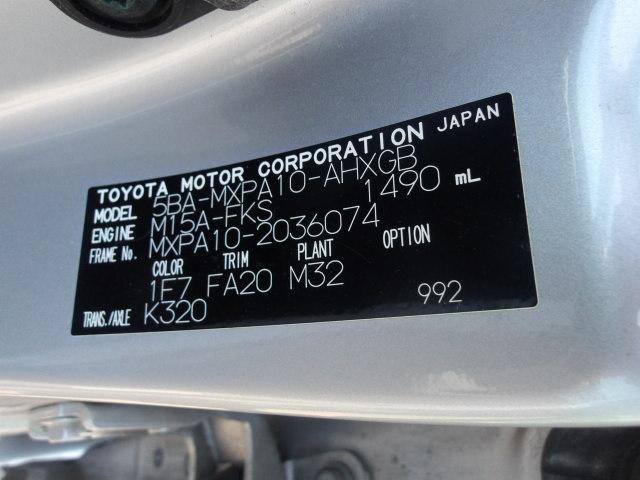 TOYOTA MOTOR CORPORATION JAPAN
MODEL 5BA-MXPA10-AHXGB
ENGINE M15A-FKS 1490 mL
FRAME No. MXPA10-2036074
COLOR TRIM PLANT OPTION
1F7 FA20 M32
TRANS./AXLE K320 992